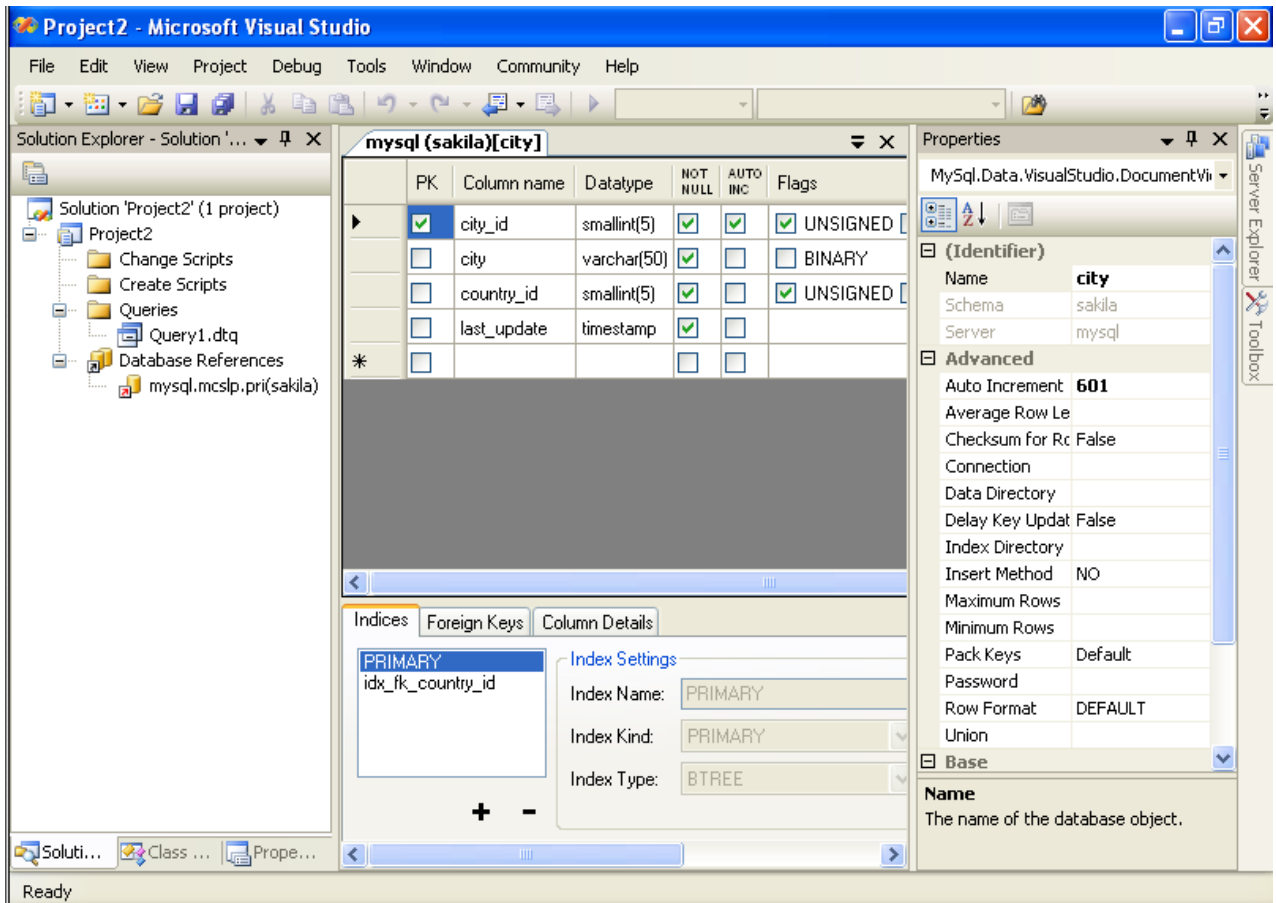 Project2 - Microsoft Visual Studio
File Edit View Project Debug Tools Window Community Help
Solution Explorer - Solution '...
Solution 'Project2' (1 project)
Project2
Change Scripts
Create Scripts
Queries
Query1.dtq
Database References
mysql.mcslp.pri(sakila)
Soluti... Class ... Prope...
mysql (sakila)[city]
PK Column name Datatype NOT NULL AUTO INC Flags
city_id smallint(5) UNSIGNED
city varchar(50) BINARY
country_id smallint(5) UNSIGNED
last_update timestamp
Indices Foreign Keys Column Details
PRIMARY
idx_fk_country_id
Index Settings
Index Name: PRIMARY
Index Kind: PRIMARY
Index Type: BTREE
+ -
Properties
MySql.Data.VisualStudio.DocumentVi
(Identifier)
Name city
Schema sakila
Server mysql
Advanced
Auto Increment 601
Average Row Le
Checksum for Ro False
Connection
Data Directory
Delay Key Updat False
Index Directory
Insert Method NO
Maximum Rows
Minimum Rows
Pack Keys Default
Password
Row Format DEFAULT
Union
Base
Name
The name of the database object.
Server Explorer
Toolbox
Ready